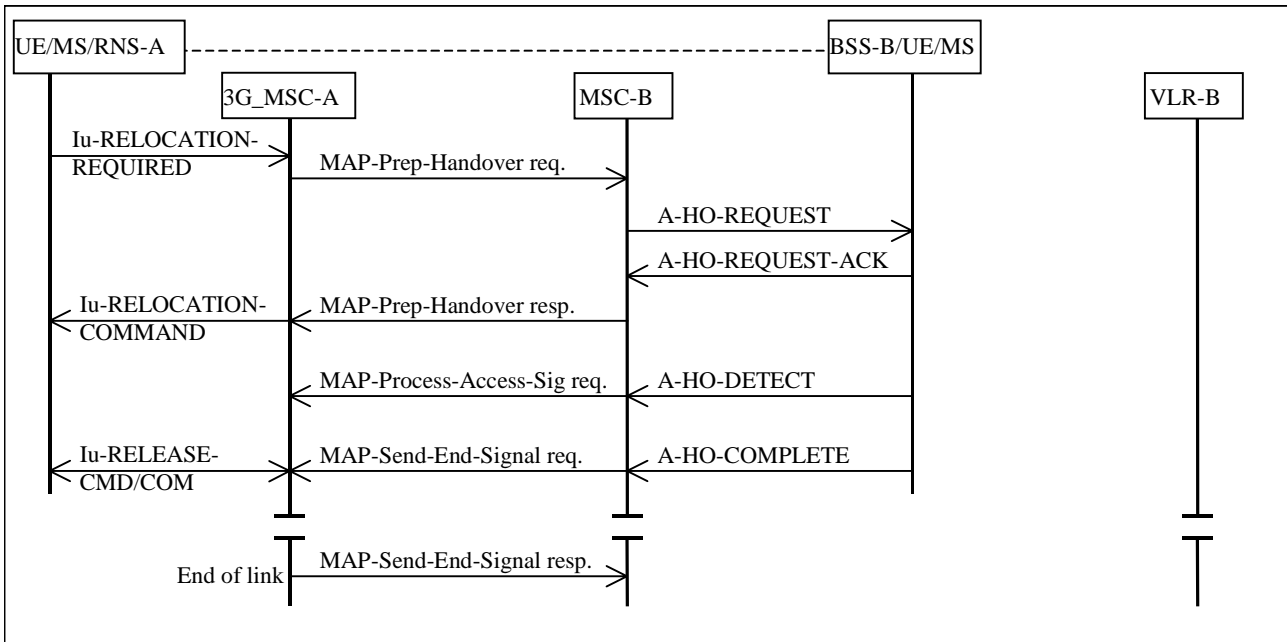 UE/MS/RNS-A
BSS-B/UE/MS
3G_MSC-A
MSC-B
VLR-B
Iu-RELOCATION-
REQUIRED
MAP-Prep-Handover req.
A-HO-REQUEST
A-HO-REQUEST-ACK
Iu-RELOCATION-
COMMAND
MAP-Prep-Handover resp.
MAP-Process-Access-Sig req.
A-HO-DETECT
Iu-RELEASE-
CMD/COM
MAP-Send-End-Signal req.
A-HO-COMPLETE
MAP-Send-End-Signal resp.
End of link